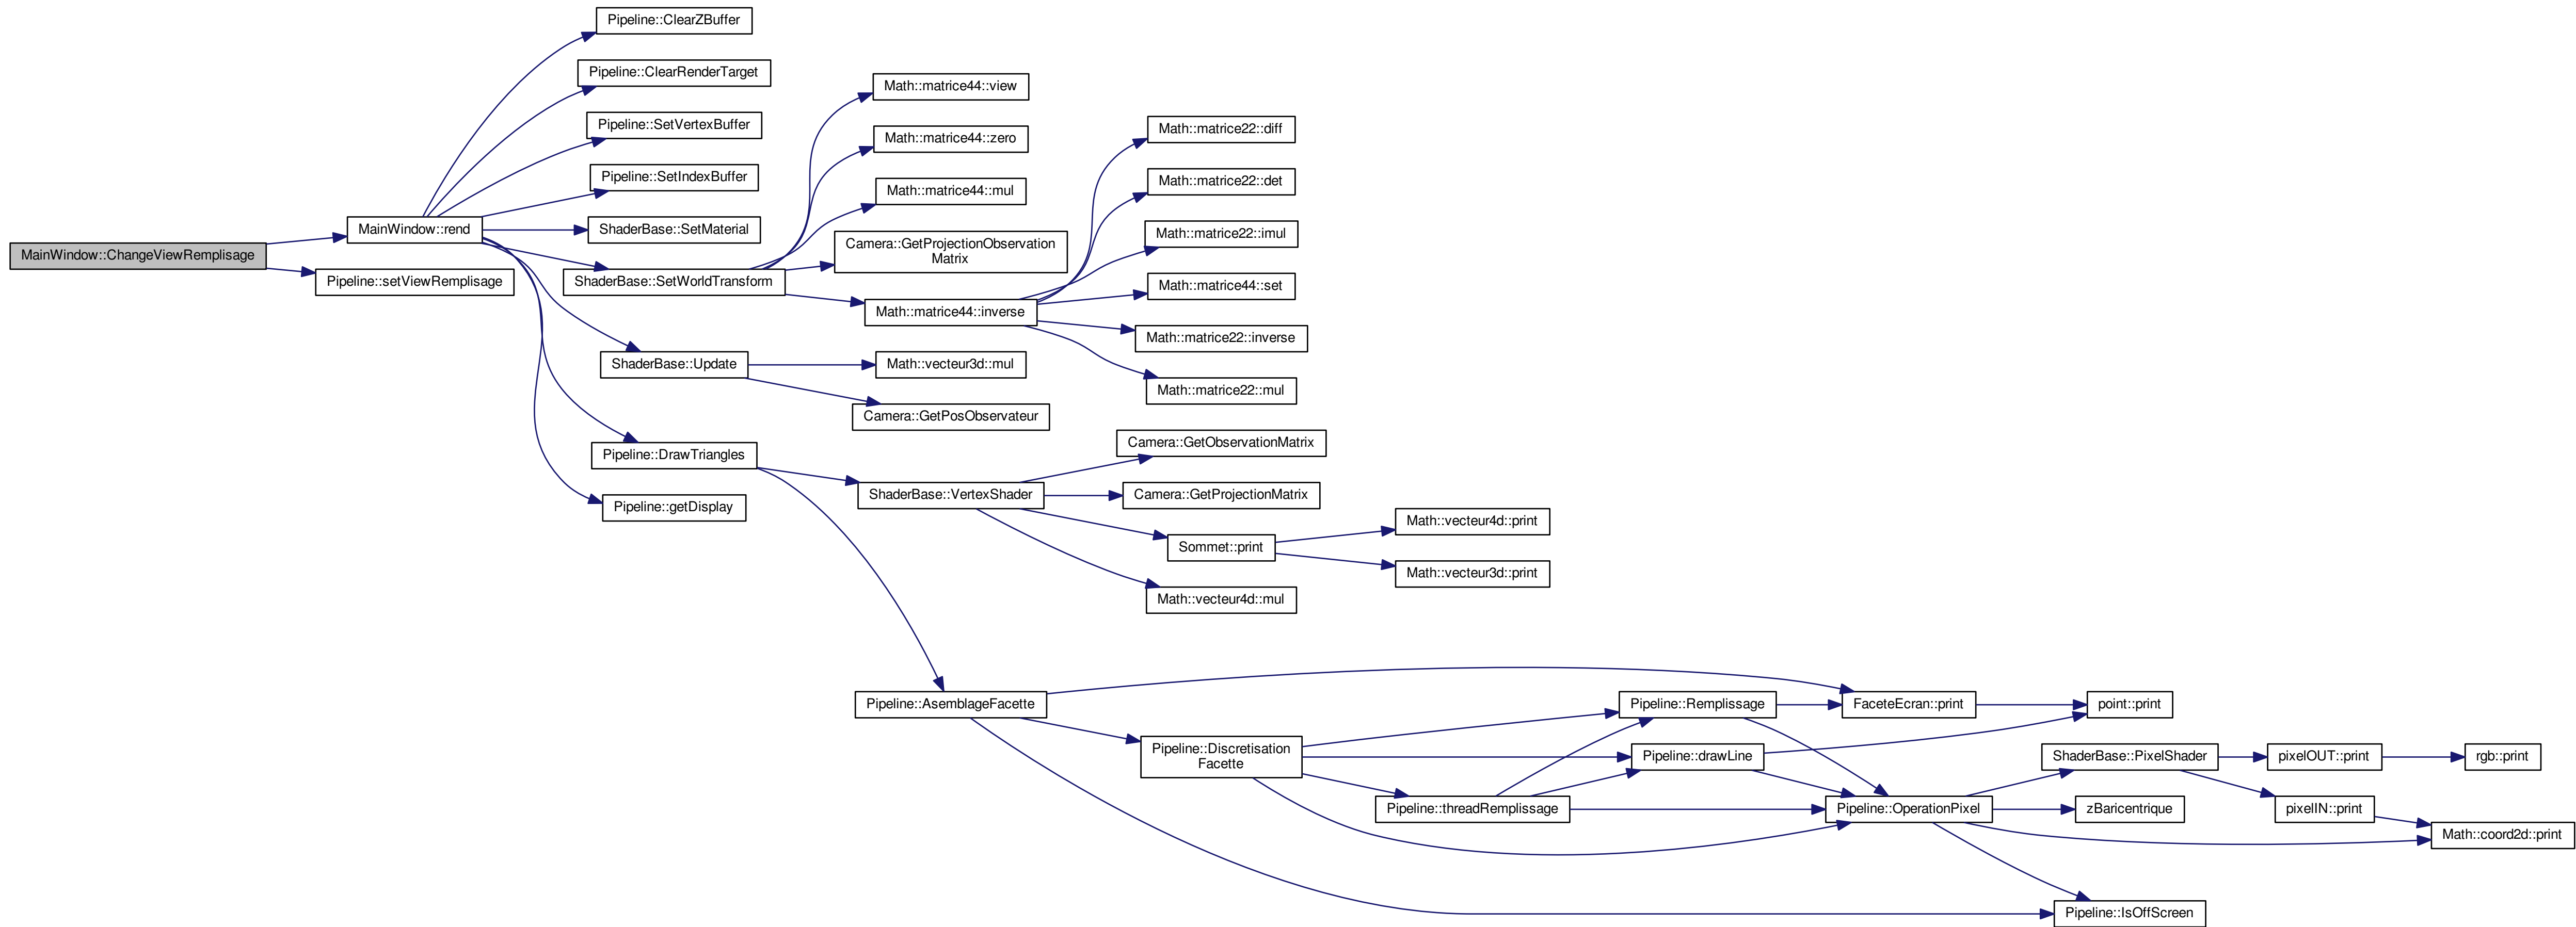 Pipeline::ClearZBuffer
Pipeline::ClearRenderTarget
Math::matrice44::view
Pipeline::SetVertexBuffer
Math::matrice44::zero
Math::matrice22::diff
Pipeline::SetIndexBuffer
Math::matrice44::mul
Math::matrice22::det
MainWindow::rend
ShaderBase::SetMaterial
Camera::GetProjectionObservation
Matrix
Math::matrice22::imul
MainWindow::ChangeViewRemplisage
Pipeline::setViewRemplisage
ShaderBase::SetWorldTransform
Math::matrice44::inverse
Math::matrice44::set
Math::matrice22::inverse
ShaderBase::Update
Math::vecteur3d::mul
Math::matrice22::mul
Camera::GetPosObservateur
Pipeline::DrawTriangles
Camera::GetObservationMatrix
ShaderBase::VertexShader
Camera::GetProjectionMatrix
Pipeline::getDisplay
Sommet::print
Math::vecteur4d::print
Math::vecteur3d::print
Math::vecteur4d::mul
Pipeline::AsemblageFacette
Pipeline::Remplissage
FaceteEcran::print
point::print
Pipeline::Discretisation
Facette
Pipeline::drawLine
ShaderBase::PixelShader
pixelOUT::print
rgb::print
Pipeline::threadRemplissage
Pipeline::OperationPixel
zBaricentrique
pixelIN::print
Math::coord2d::print
Pipeline::IsOffScreen